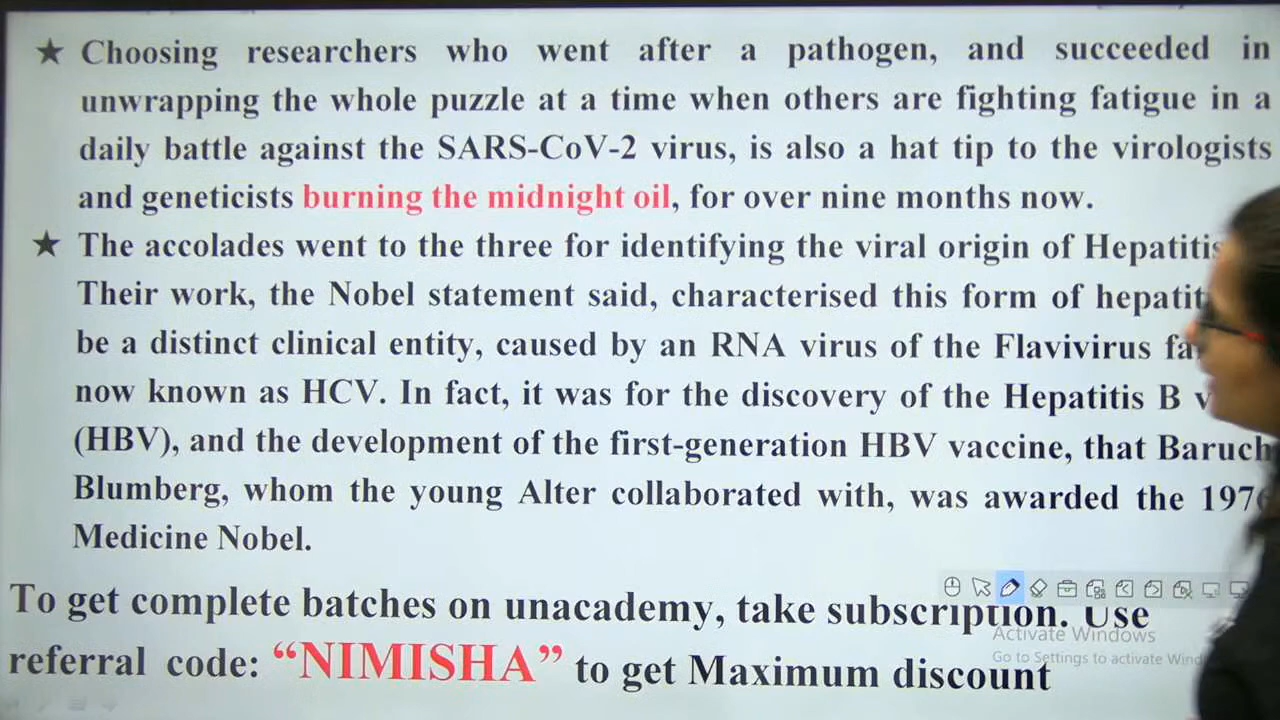 ★ Choosing researchers who went after a pathogen, and succeeded in
unwrapping the whole puzzle at a time when others are fighting fatigue in a
daily battle against the SARS-CoV-2 virus, is also a hat tip to the virologists
and geneticists burning the midnight oil, for over nine months now.
★ The accolades went to the three for identifying the viral origin of Hepatitis
Their work, the Nobel statement said, characterised this form of
be a distinct clinical entity, caused by an RNA virus of the Flavivirus
now known as HCV. In fact, it was for the discovery of the Hepatitis B
(HBV), and the development of the first-generation HBV vaccine, that Baruch
Blumberg, whom the young Alter collaborated with, was awarded the 1976
Medicine Nobel.
To get complete batches on unacademy, take subscription. Use
referral code: “NIMISHA” to get Maximum discount
Activate Windows
Go to Settings to activate